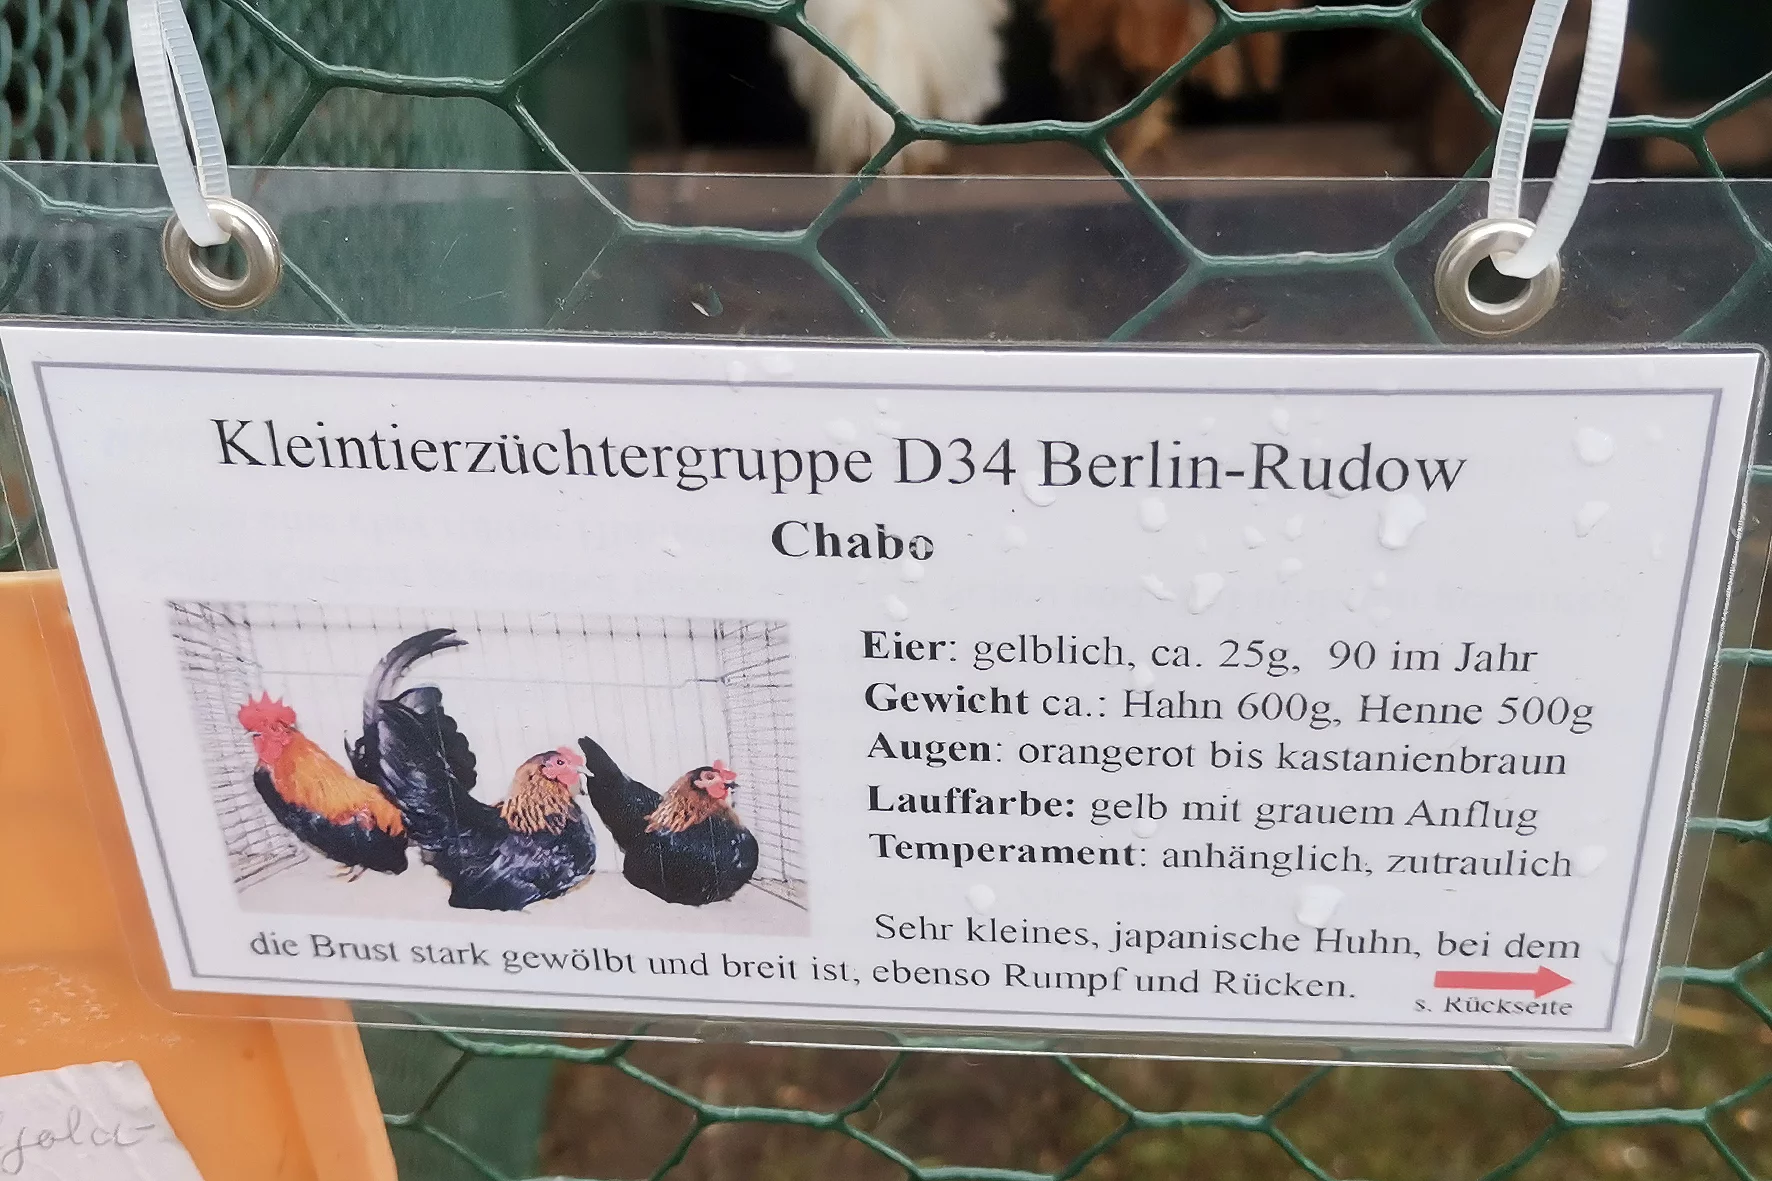 Kleintierzüchtergruppe D34 Berlin-Rudow
Chabo
Eier: gelblich, ca. 25g, 90 im Jahr
Gewicht ca.: Hahn 600g, Henne 500g
Augen: orangerot bis kastanienbraun
Lauffarbe: gelb mit grauem Anflug
Temperament: anhänglich, zutraulich
Sehr kleines, japanische Huhn, bei dem
die Brust stark gewölbt und breit ist, ebenso Rumpf und Rücken.
s. Rückseite